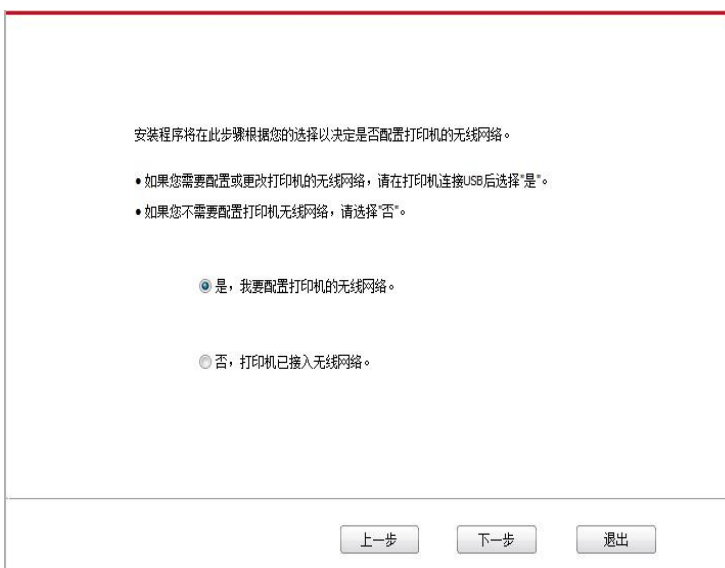 安装程序将在此步骤根据您的选择以决定是否配置打印机的无线网络。
• 如果您需要配置或更改打印机的无线网络，请在打印机连接USB后选择"是"。
• 如果您不需要配置打印机无线网络，请选择"否"。
是，我要配置打印机的无线网络。
否，打印机已接入无线网络。
上一步 下一步 退出